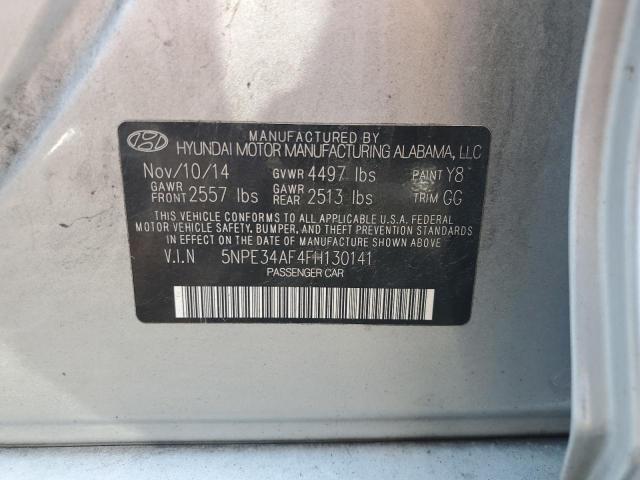 MANUFACTURED BY
HYUNDAI MOTOR MANUFACTURING ALABAMA, LLC
Nov/10/14 GVWR 4497 lbs PAINT Y8
GAWR FRONT 2557 lbs GAWR REAR 2513 lbs TRIM GG
THIS VEHICLE CONFORMS TO ALL APPLICABLE U.S.A. FEDERAL
MOTOR VEHICLE SAFETY, BUMPER, AND THEFT PREVENTION STANDARDS
IN EFFECT ON THE DATE OF MANUFACTURE SHOWN ABOVE.
V.I.N 5NPE34AF4FH130141
PASSENGER CAR